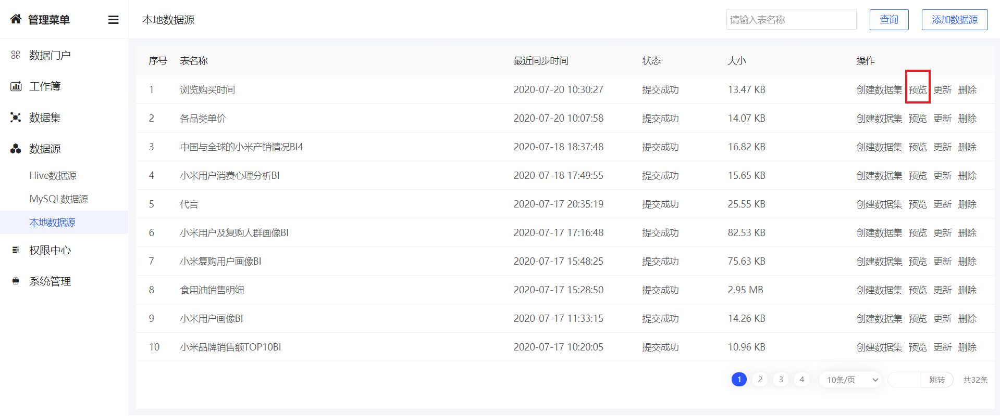 管理菜单
本地数据源
请输入表名称
查询
添加数据源
数据门户
工作簿
数据集
数据源
Hive数据源
MySQL数据源
本地数据源
权限中心
系统管理
序号 表名称 最近同步时间 状态 大小 操作
1 浏览购买时间 2020-07-20 10:30:27 提交成功 13.47 KB 创建数据集 预览 更新 删除
2 各品类单价 2020-07-20 10:07:58 提交成功 14.07 KB 创建数据集 预览 更新 删除
3 中国与全球的小米产销情况BI4 2020-07-18 18:37:48 提交成功 16.82 KB 创建数据集 预览 更新 删除
4 小米用户消费心理分析BI 2020-07-18 17:49:55 提交成功 15.65 KB 创建数据集 预览 更新 删除
5 代言 2020-07-17 20:35:19 提交成功 25.55 KB 创建数据集 预览 更新 删除
6 小米用户及复购人群画像BI 2020-07-17 17:16:48 提交成功 82.53 KB 创建数据集 预览 更新 删除
7 小米复购用户画像BI 2020-07-17 15:48:25 提交成功 75.63 KB 创建数据集 预览 更新 删除
8 食用油销售明细 2020-07-17 15:28:50 提交成功 2.95 MB 创建数据集 预览 更新 删除
9 小米用户画像BI 2020-07-17 11:33:15 提交成功 14.26 KB 创建数据集 预览 更新 删除
10 小米品牌销售额TOP10BI 2020-07-17 10:20:05 提交成功 10.96 KB 创建数据集 预览 更新 删除
1 2 3 4 10条/页 跳转 共32条